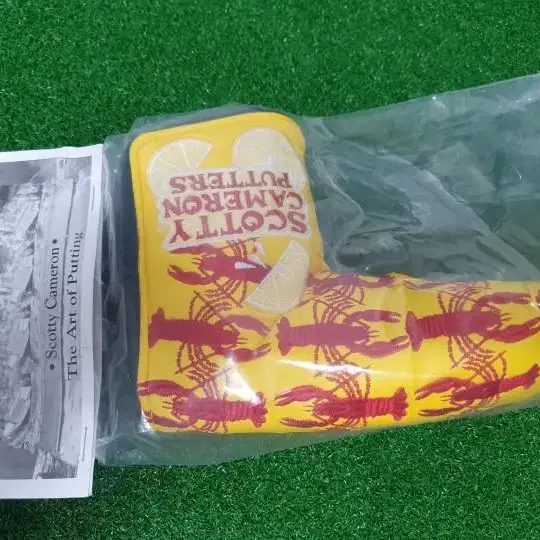 SCOTTY
CAMERON
PUTTERS
• Scotty Cameron •
The Art of Putting